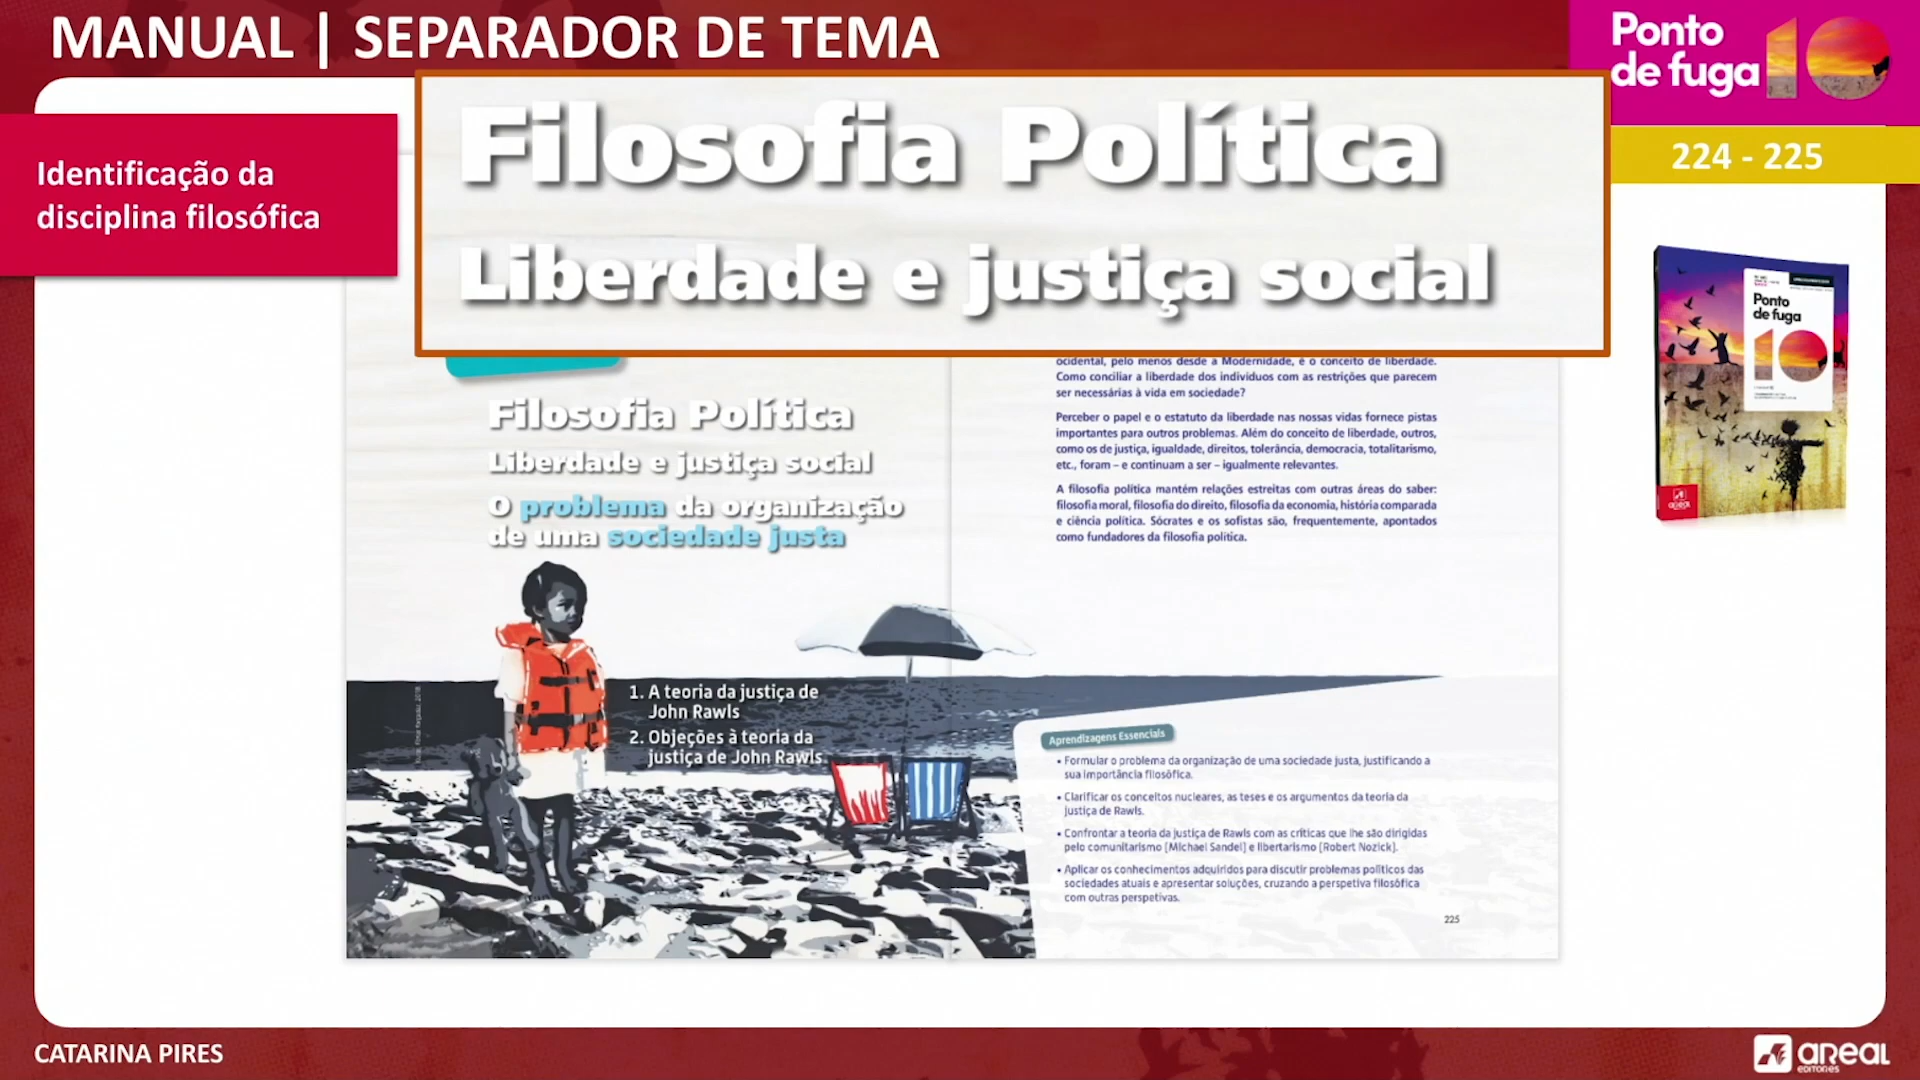 MANUAL | SEPARADOR DE TEMA
Ponto
de fuga 10
224 - 225
Identificação da
disciplina filosófica
Filosofia Política
Liberdade e justiça social
Filosofia Política
Liberdade e justiça social
O problema da organização
de uma sociedade justa
1. A teoria da justiça de
John Rawls
2. Objeções à teoria da
justiça de John Rawls
ocidental, pelo menos desde a Modernidade, é o conceito de liberdade.
Como conciliar a liberdade dos indivíduos com as restrições que parecem
ser necessárias à vida em sociedade?
Perceber o papel e o estatuto da liberdade nas nossas vidas fornece pistas
importantes para outros problemas. Além do conceito de liberdade, outros,
como os de justiça, igualdade, direitos, tolerância, democracia, totalitarismo,
etc., foram – e continuam a ser – igualmente relevantes.
A filosofia política mantém relações estreitas com outras áreas do saber:
filosofia moral, filosofia do direito, filosofia da economia, história comparada
e ciência política. Sócrates e os sofistas são, frequentemente, apontados
como fundadores da filosofia política.
Aprendizagens Essenciais
• Formular o problema da organização de uma sociedade justa, justificando a
sua importância filosófica.
• Clarificar os conceitos nucleares, as teses e os argumentos da teoria da
justiça de Rawls.
• Confrontar a teoria da justiça de Rawls com as críticas que lhe são dirigidas
pelo comunitarismo [Michael Sandel] e libertarismo [Robert Nozick].
• Aplicar os conhecimentos adquiridos para discutir problemas políticos das
sociedades atuais e apresentar soluções, cruzando a perspetiva filosófica
com outras perspetivas.
225
Ponto
de fuga
10
areal
CATARINA PIRES
areal
EDITORES